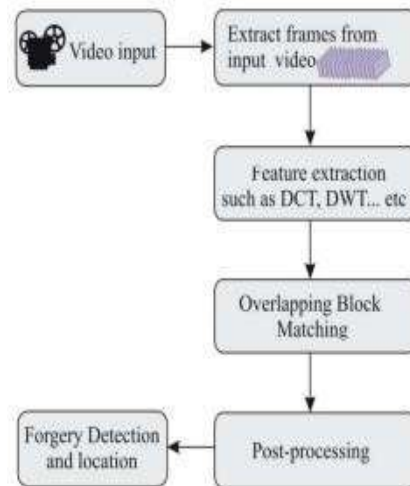 Video input
Extract frames from
input video
Feature extraction
such as DCT, DWT... etc
Overlapping Block
Matching
Post-processing
Forgery Detection
and location